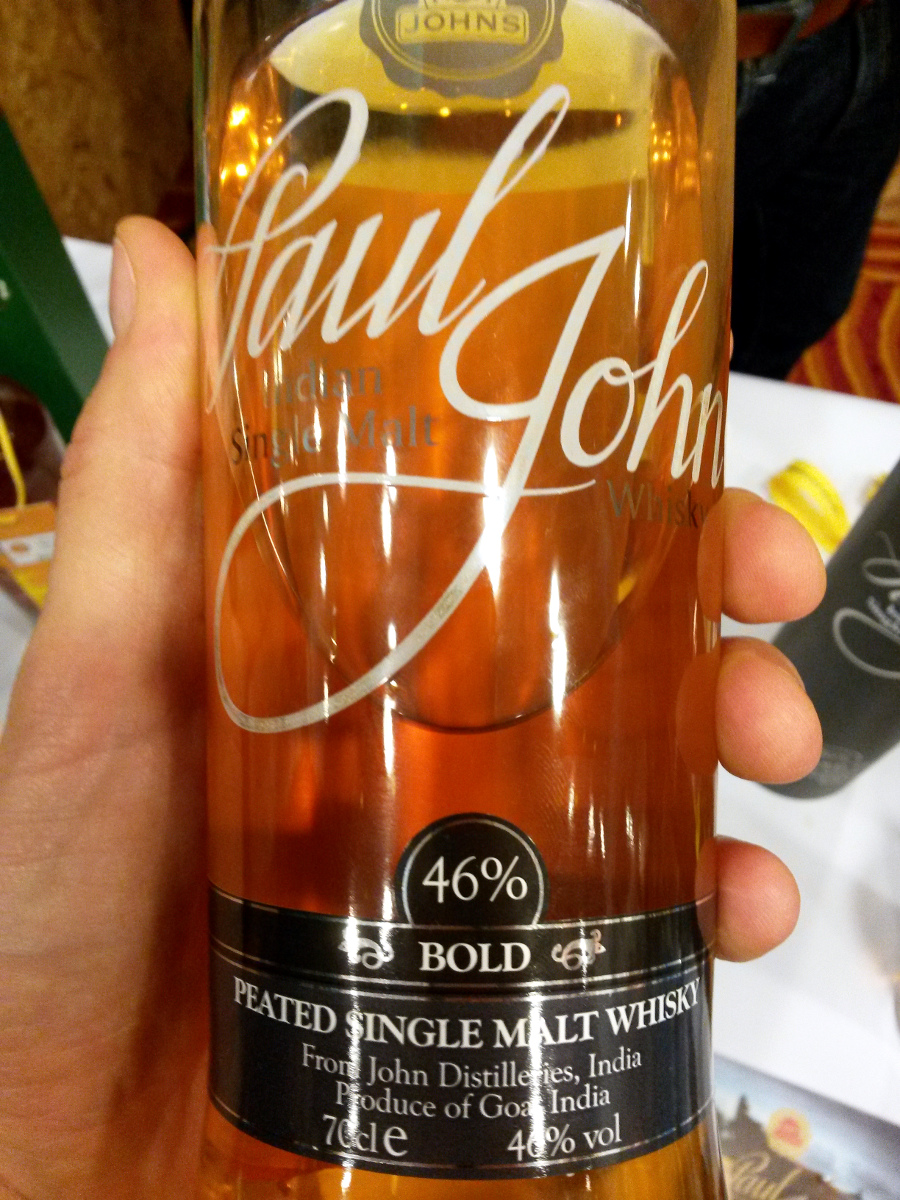 JOHNS
Paul
John
Indian
Single Malt
Whisky
46%
BOLD
PEATED SINGLE MALT WHISKY
From John Distilleries, India
Produce of Goa, India
70cl e 46% vol
Paul